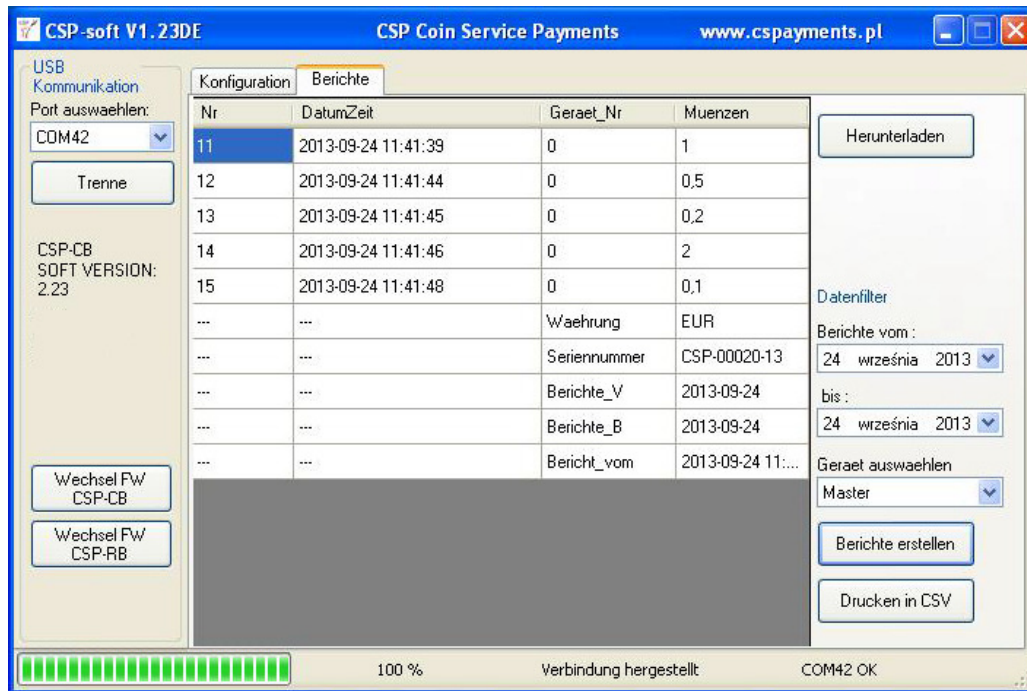 CSP-soft V1.23DE CSP Coin Service Payments www.cspayments.pl
USB
Kommunikation
Port auswaehlen:
COM42
Trenne
CSP-CB
SOFT VERSION:
2.23
Wechsel FW
CSP-CB
Wechsel FW
CSP-RB
Konfiguration Berichte
Nr DatumZeit Geraet_Nr Muenzen
11 2013-09-24 11:41:39 0 1
12 2013-09-24 11:41:44 0 0,5
13 2013-09-24 11:41:45 0 0,2
14 2013-09-24 11:41:46 0 2
15 2013-09-24 11:41:48 0 0,1
--- --- Waehrung EUR
--- --- Seriennummer CSP-00020-13
--- --- Berichte_V 2013-09-24
--- --- Berichte_B 2013-09-24
--- --- Bericht_vom 2013-09-24 11:...
Herunterladen
Datenfilter
Berichte vom :
24 września 2013
bis :
24 września 2013
Geraet auswaehlen
Master
Berichte erstellen
Drucken in CSV
100 % Verbindung hergestellt COM42 OK